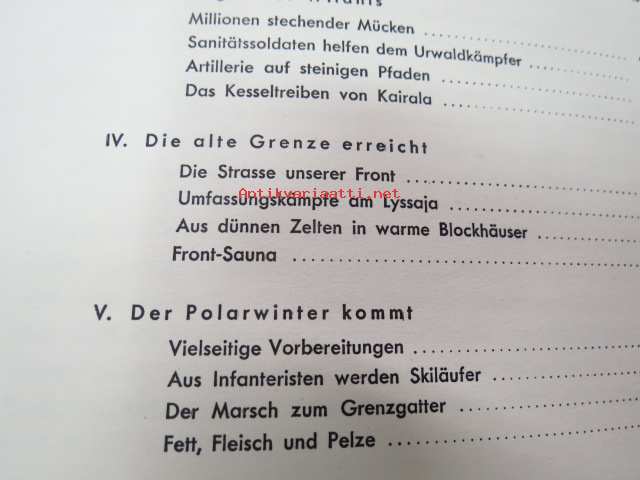 Millionen stechender Mücken
Sanitätssoldaten helfen dem Urwaldkämpfer
Artillerie auf steinigen Pfaden
Das Kesseltreiben von Kairala
IV. Die alte Grenze erreicht
Die Strasse unserer Front
Antikvariaatti.net
Umfassungskämpfe am Lyssaja
Aus dünnen Zelten in warme Blockhäuser
Front-Sauna
V. Der Polarwinter kommt
Vielseitige Vorbereitungen
Aus Infanteristen werden Skiläufer
Der Marsch zum Grenzgatter
Fett, Fleisch und Pelze